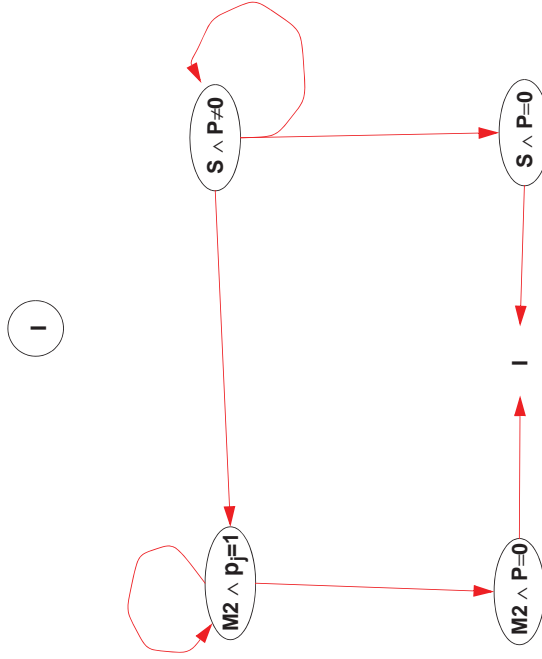 I
M2 ∧ pj=1
S ∧ P≠0
M2 ∧ P=0
I
S ∧ P=0